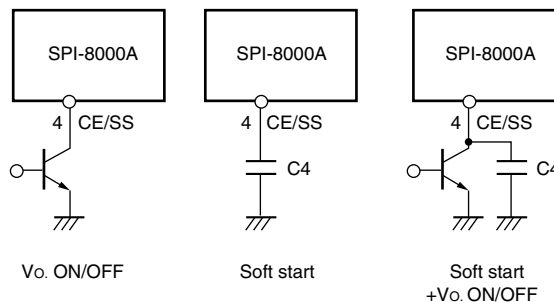 SPI-8000A
4 CE/SS
Vo. ON/OFF
SPI-8000A
4 CE/SS
C4
Soft start
SPI-8000A
4 CE/SS
C4
Soft start
+Vo. ON/OFF